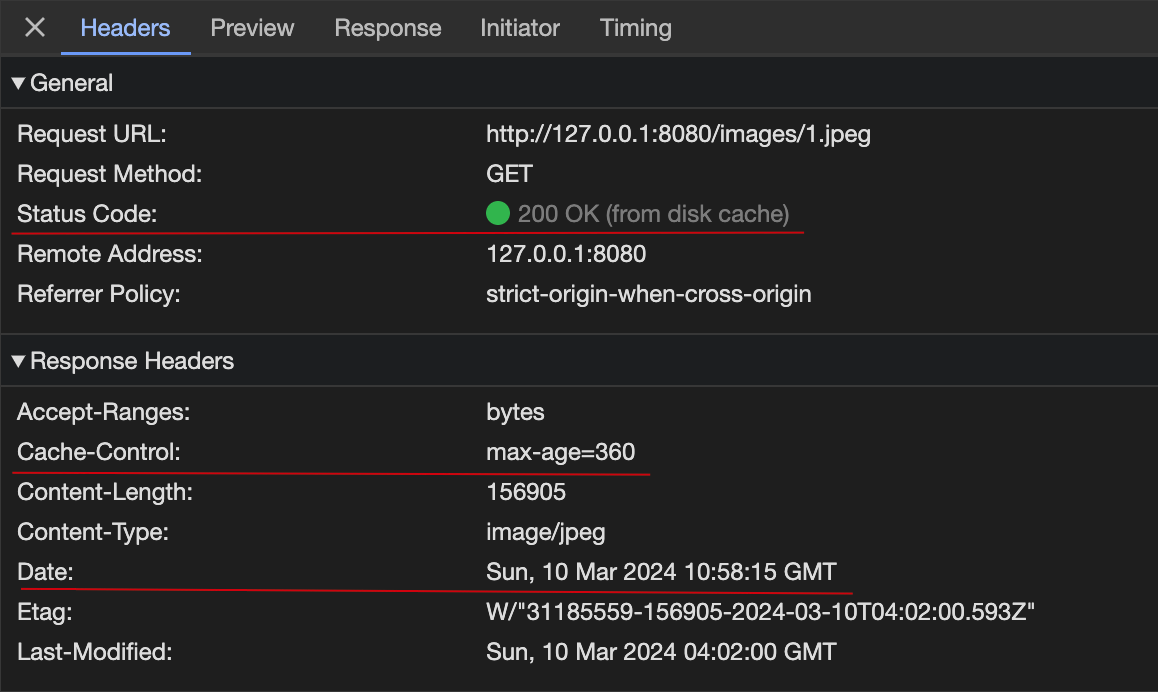 Headers Preview Response Initiator Timing
General
Request URL: http://127.0.0.1:8080/images/1.jpeg
Request Method: GET
Status Code: 200 OK (from disk cache)
Remote Address: 127.0.0.1:8080
Referrer Policy: strict-origin-when-cross-origin
Response Headers
Accept-Ranges: bytes
Cache-Control: max-age=360
Content-Length: 156905
Content-Type: image/jpeg
Date: Sun, 10 Mar 2024 10:58:15 GMT
Etag: W/"31185559-156905-2024-03-10T04:02:00.593Z"
Last-Modified: Sun, 10 Mar 2024 04:02:00 GMT